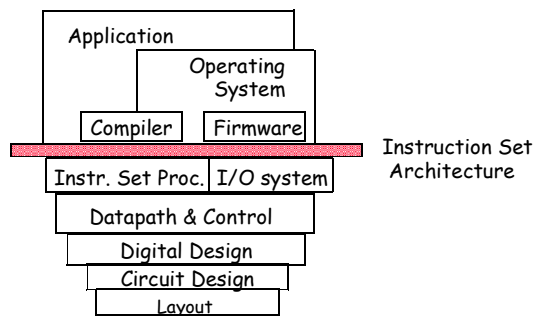 Application
Operating
System
Compiler
Firmware
Instruction Set
Architecture
Instr. Set Proc.
I/O system
Datapath & Control
Digital Design
Circuit Design
Layout